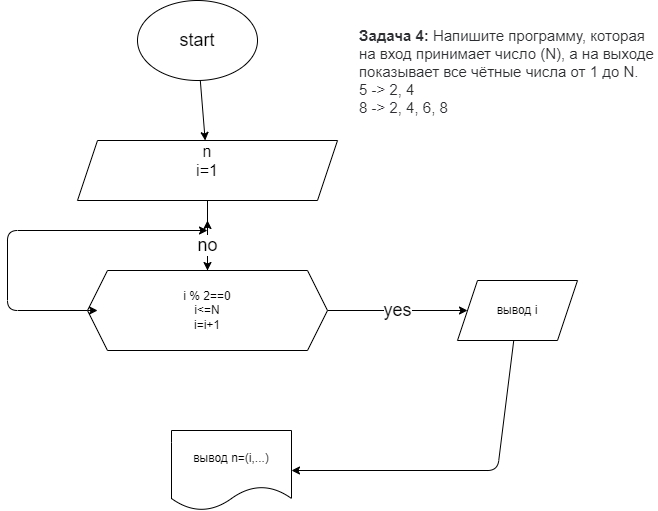 start
Задача 4: Напишите программу, которая
на вход принимает число (N), а на выходе
показывает все чётные числа от 1 до N.
5 -> 2, 4
8 -> 2, 4, 6, 8
n
i=1
no
i % 2==0
i<=N
i=i+1
yes
вывод i
вывод n=(i,...)